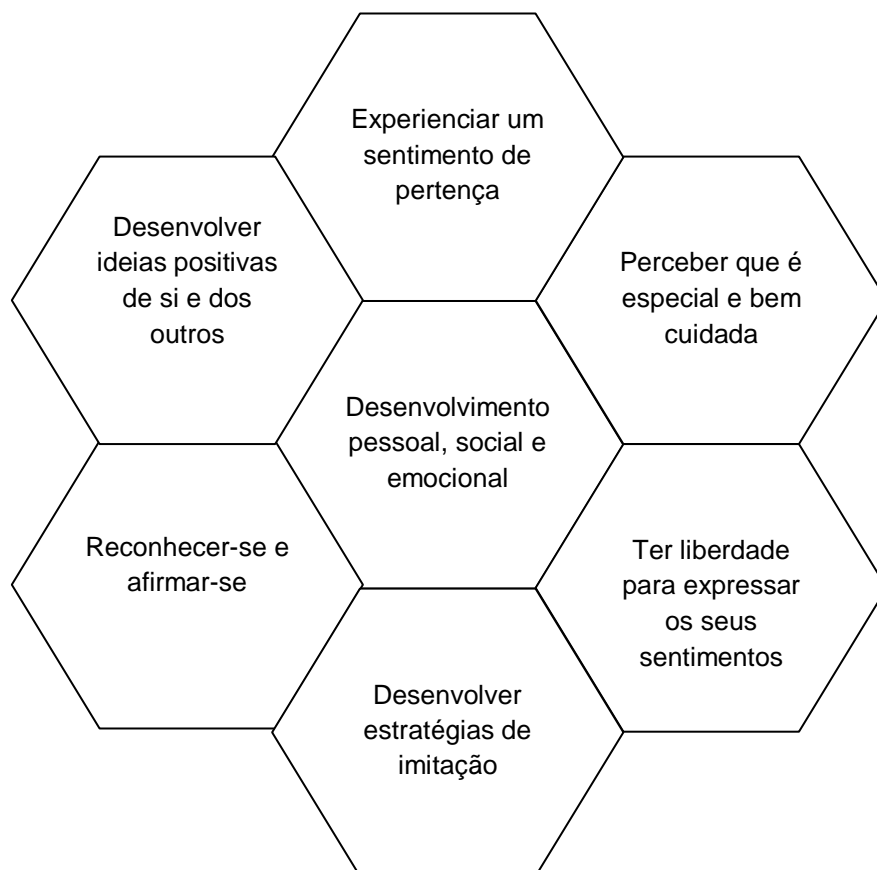 Experienciar um
sentimento de
pertença
Desenvolver
ideias positivas
de si e dos
outros
Perceber que é
especial e bem
cuidada
Desenvolvimento
pessoal, social e
emocional
Reconhecer-se e
afirmar-se
Ter liberdade
para expressar
os seus
sentimentos
Desenvolver
estratégias de
imitação